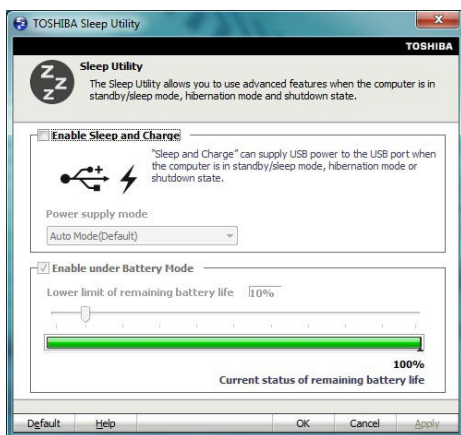 TOSHIBA Sleep Utility
TOSHIBA
Sleep Utility
The Sleep Utility allows you to use advanced features when the computer is in
standby/sleep mode, hibernation mode and shutdown
state.
Enable Sleep and Charge
"Sleep and Charge" can supply USB power to the USB port when
the computer is in standby/sleep mode, hibernation mode or
shutdown state.
Power supply mode
Auto Mode(Default)
Enable under Battery Mode
Lower limit of remaining battery life 10%
100%
Current status of remaining battery life
Default Help OK Cancel Apply